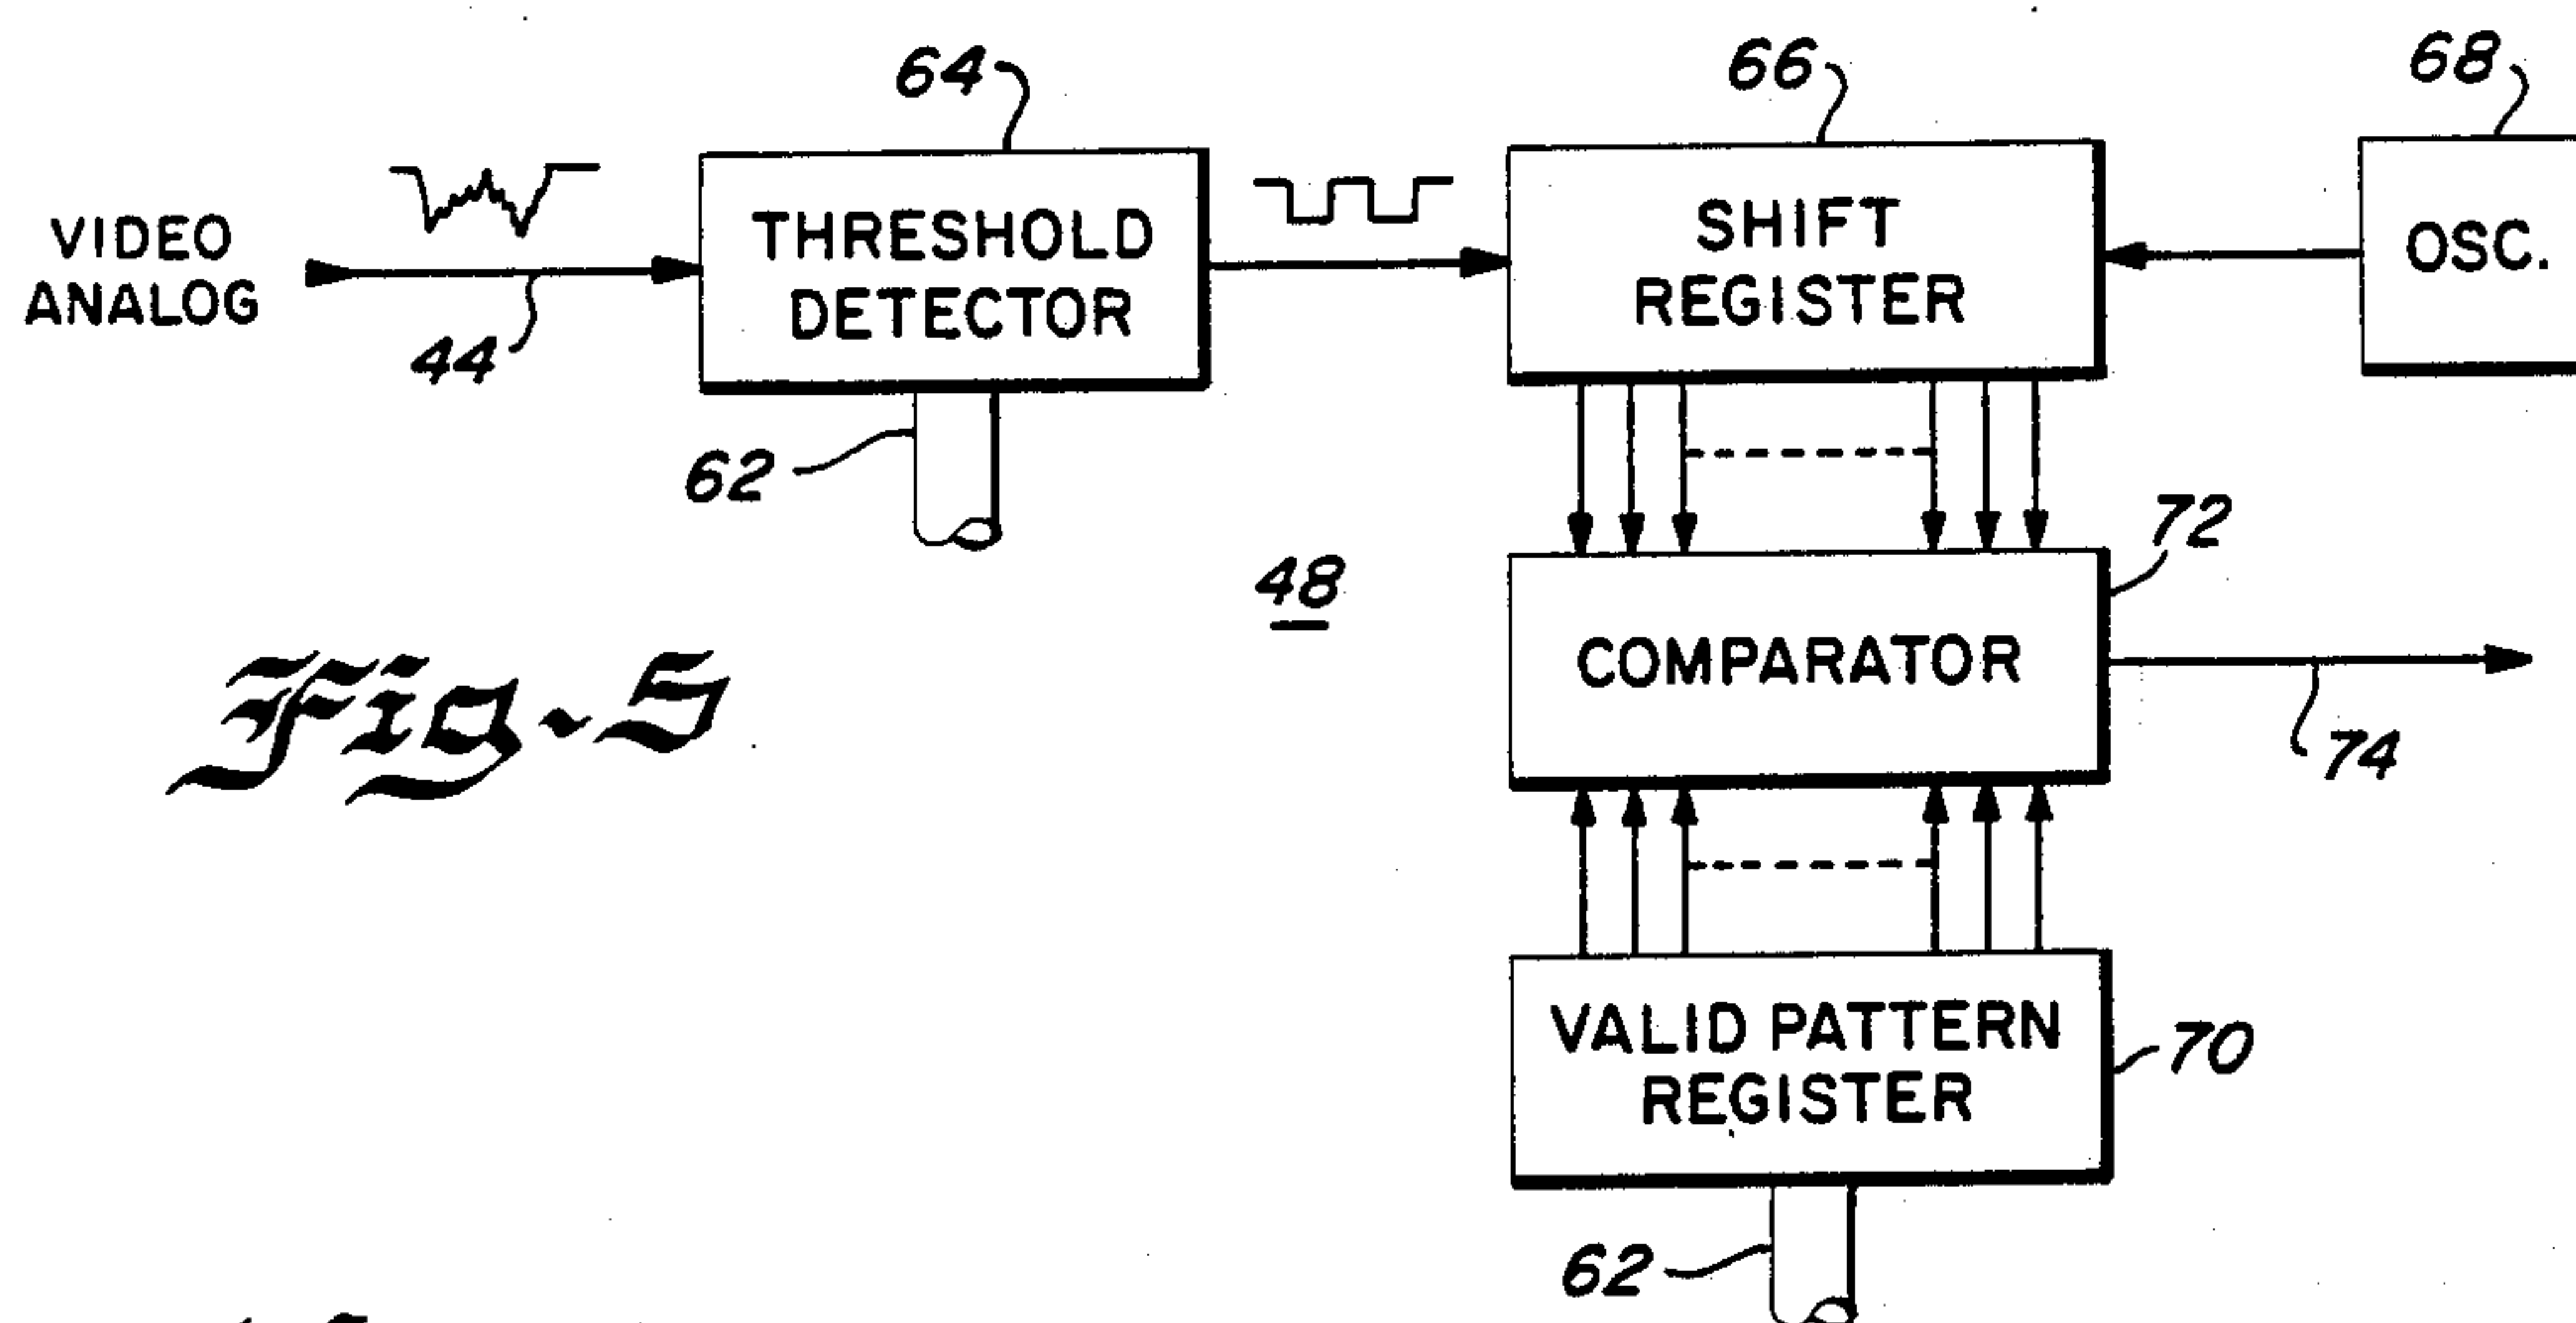 64
66
68
VIDEO
ANALOG
44
THRESHOLD
DETECTOR
SHIFT
REGISTER
OSC.
62
48
72
COMPARATOR
74
Fig. 5
VALID PATTERN
REGISTER
70
62